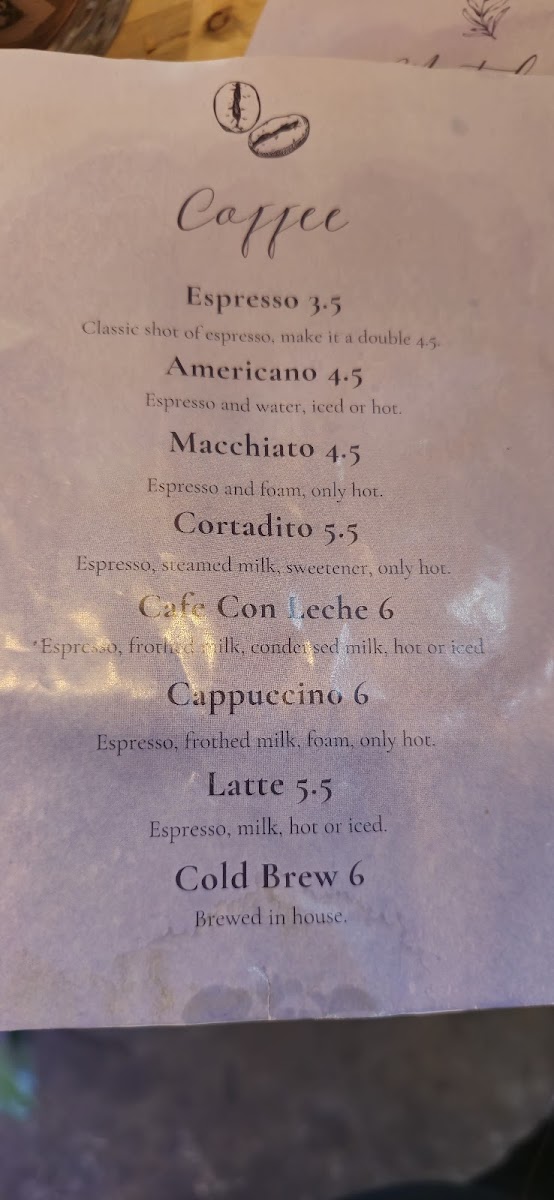 Coffee
Espresso 3.5
Classic shot of espresso, make it a double 4.5.
Americano 4.5
Espresso and water, iced or hot.
Macchiato 4.5
Espresso and foam, only hot.
Cortadito 5.5
Espresso, steamed milk, sweetener, only hot.
Cafe Con Leche 6
*Espresso, frothed milk, condensed milk, hot or iced
Cappuccino 6
Espresso, frothed milk, foam, only hot.
Latte 5.5
Espresso, milk, hot or iced.
Cold Brew 6
Brewed in house.